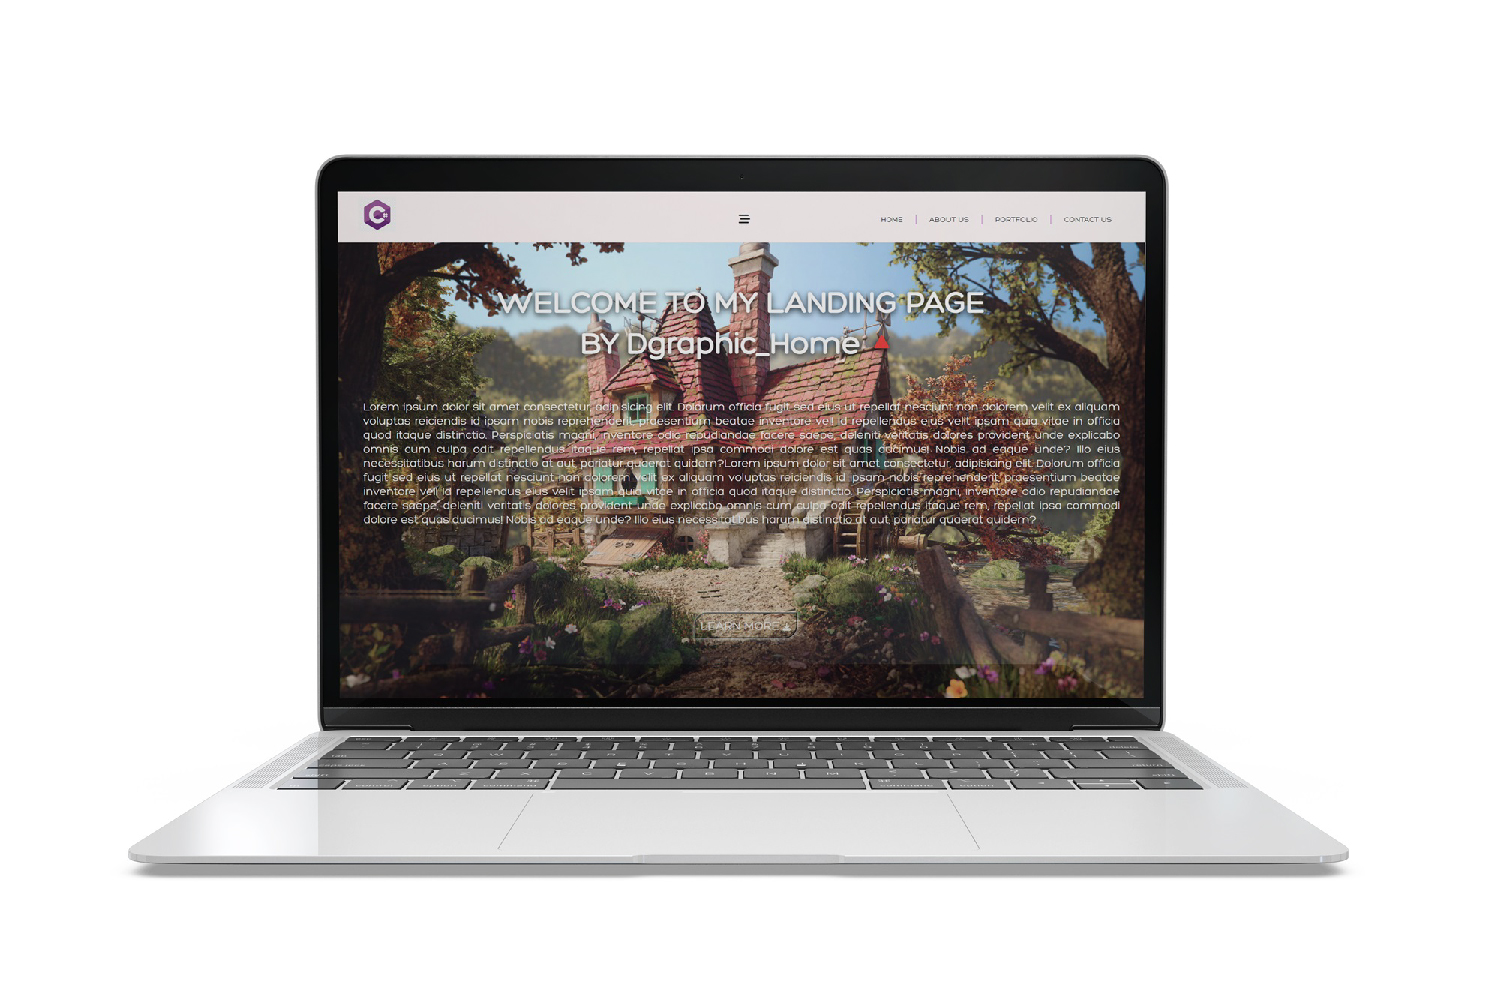 C#
HOME | ABOUT US | PORTFOLIO | CONTACT US
WELCOME TO MY LANDING PAGE
BY Dgraphic_Home
Lorem ipsum dolor sit amet consectetur, adipisicing elit. Dolorum officia fugit sed eius ut repellat nesciunt non dolorem velit ex aliquam
voluptas reiciendis id ipsam nobis reprehenderit praesentium beatae inventore vel id repellendus eius velit ipsam quia vitae in officia
quod itaque distinctio. Perspiciatis magni, inventore odio repudiandae facere saepe, deleniti veritatis dolores provident unde explicabo
omnis cum culpa odit repellendus itaque rem, repellat ipsa commodi dolore est quas ducimus! Nobis ad eaque unde? Illo eius
necessitatibus harum distinctio at aut pariatur quaerat quidem?Lorem ipsum dolor sit amet consectetur, adipisicing elit. Dolorum officia
fugit sed eius ut repellat nesciunt non dolorem velit ex aliquam voluptas reiciendis id ipsam nobis reprehenderit praesentium beatae
inventore vel id repellendus eius velit ipsam quia vitae in officia quod itaque distinctio. Perspiciatis magni, inventore odio repudiandae
facere saepe, deleniti veritatis dolores provident unde explicabo omnis cum culpa odit repellendus itaque rem, repellat ipsa commodi
dolore est quas ducimus! Nobis ad eaque unde? Illo eius necessitatibus harum distinctio at aut pariatur quaerat quidem?
LEARN MORE